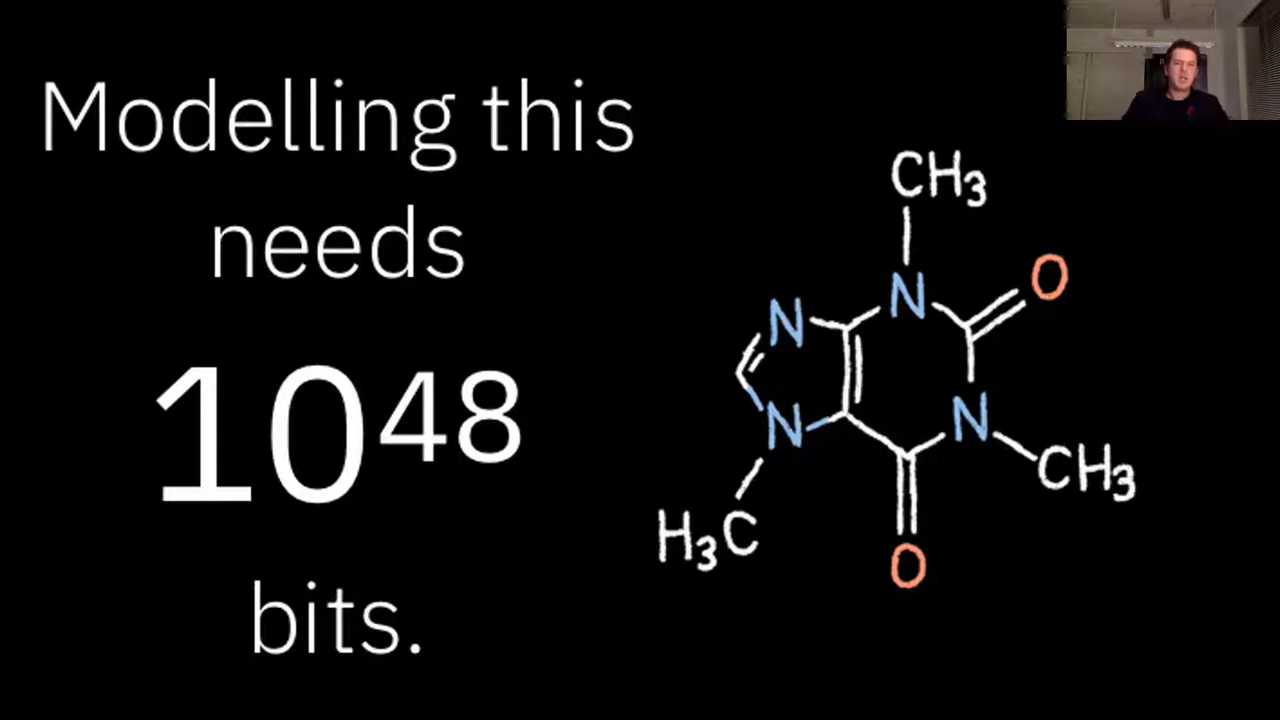 Modelling this
needs
10⁴⁸
bits.
CH₃
O
N
N
N
N
CH₃
H₃C
O